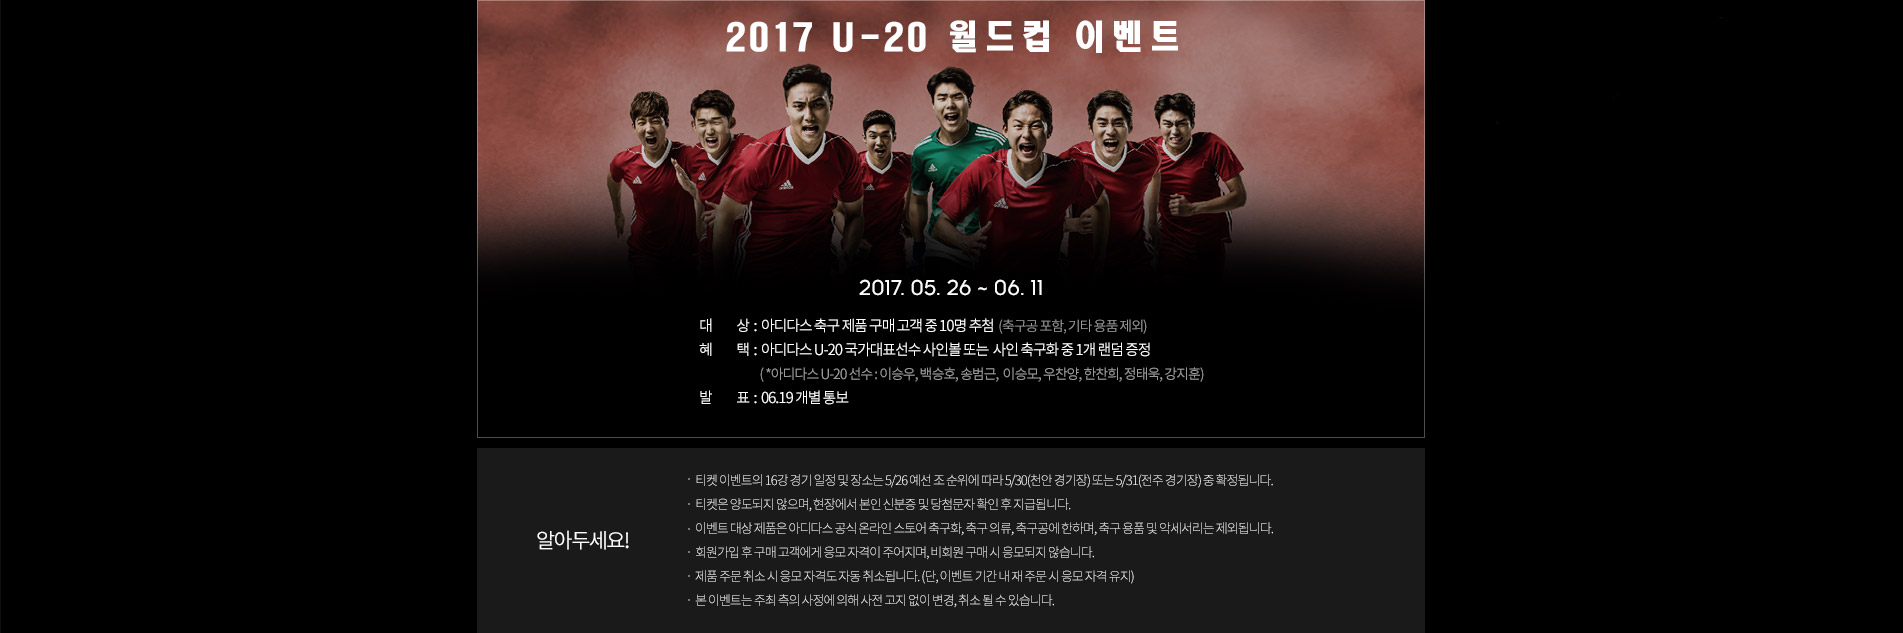 2017 U-20 월드컵 이벤트
2017. 05. 26 ~ 06. 11
대 상 : 아디다스 축구 제품 구매 고객 중 10명 추첨 (축구공 포함, 기타 용품 제외)
혜 택 : 아디다스 U-20 국가대표선수 사인볼 또는 사인 축구화 중 1개 랜덤 증정
( *아디다스 U-20 선수 : 이승우, 백승호, 송범근, 이승모, 우찬양, 한찬희, 정태욱, 강지훈)
발 표 : 06.19 개별 통보
알아두세요!
· 티켓 이벤트의 16강 경기 일정 및 장소는 5/26 예선 조 순위에 따라 5/30(천안 경기장) 또는 5/31(전주 경기장) 중 확정됩니다.
· 티켓은 양도되지 않으며, 현장에서 본인 신분증 및 당첨문자 확인 후 지급됩니다.
· 이벤트 대상 제품은 아디다스 공식 온라인 스토어 축구화, 축구 의류, 축구공에 한하며, 축구 용품 및 악세서리는 제외됩니다.
· 회원가입 후 구매 고객에게 응모 자격이 주어지며, 비회원 구매 시 응모되지 않습니다.
· 제품 주문 취소 시 응모 자격도 자동 취소됩니다. (단, 이벤트 기간 내 재 주문 시 응모 자격 유지)
· 본 이벤트는 주최 측의 사정에 의해 사전 고지 없이 변경, 취소 될 수 있습니다.